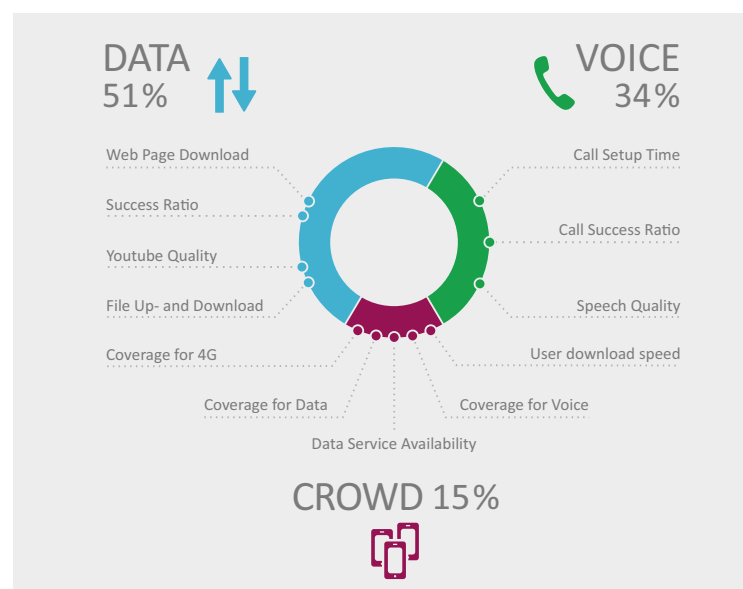 DATA
51%
VOICE
34%
Web Page Download
Success Ratio
Youtube Quality
File Up- and Download
Coverage for 4G
Call Setup Time
Call Success Ratio
Speech Quality
User download speed
Coverage for Data
Coverage for Voice
Data Service Availability
CROWD 15%